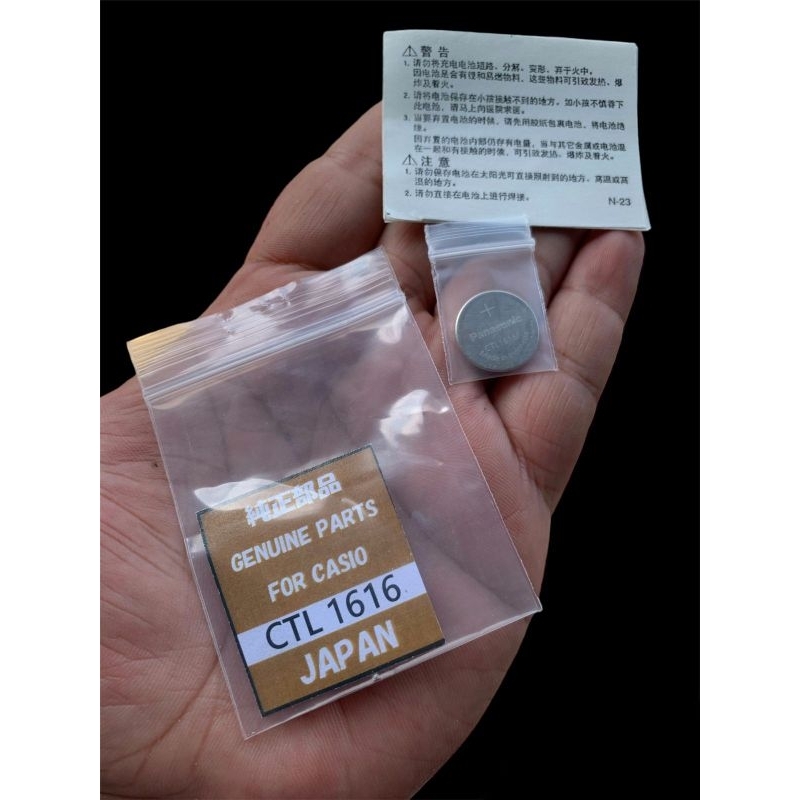 ⚠警告
1. 请勿将充电电池短路、分解、变形、弃于火中。
因电池是含有锂和易燃物料，这些物料可引致发热、爆
炸及着火。
2. 请将电池保存在小孩接触不到的地方。如小孩不慎吞下
此电池，请马上向医院求医。
3. 当要弃置电池的时候，请先用胶纸包裹电池，将电池绝
缘。
因弃置的电池内部仍存有电量，当与其它金属或电池混
在一起和有接触的时候，可引致发热、爆炸及着火。
⚠注意
1. 请勿保存电池在太阳光可直接照射到的地方、高温或高
湿的地方。
2. 请勿直接在电池上进行焊接。
N-23
+
Panasonic
純正部品
GENUINE PARTS
FOR CASIO
CTL 1616
JAPAN